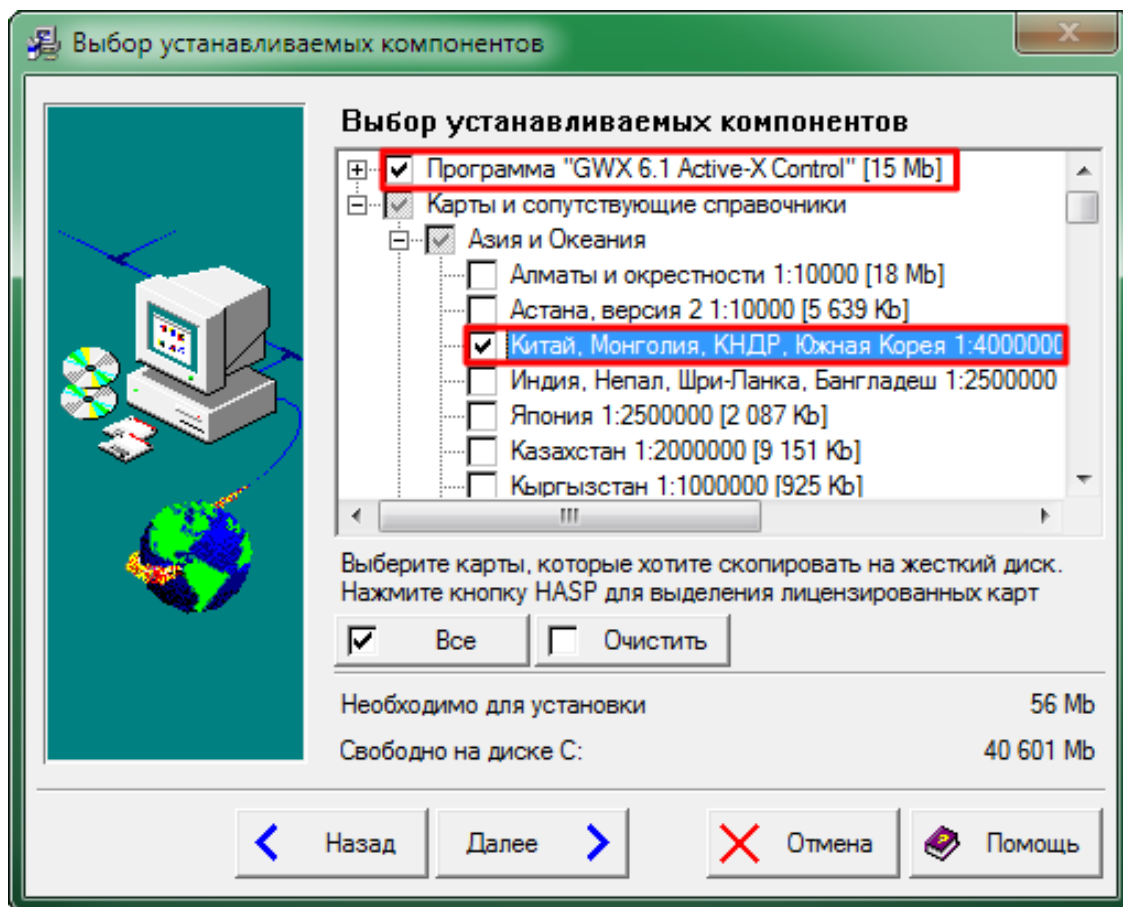 Выбор устанавливаемых компонентов
Выбор устанавливаемых компонентов
Программа "GWX 6.1 Active-X Control" [15 Mb]
Карты и сопутствующие справочники
Азия и Океания
Алматы и окрестности 1:10000 [18 Mb]
Астана, версия 2 1:10000 [5 639 Kb]
Китай, Монголия, КНДР, Южная Корея 1:4000000
Индия, Непал, Шри-Ланка, Бангладеш 1:2500000
Япония 1:2500000 [2 087 Kb]
Казахстан 1:2000000 [9 151 Kb]
Кыргызстан 1:1000000 [925 Kb]
Выберите карты, которые хотите скопировать на жесткий диск.
Нажмите кнопку HASP для выделения лицензированных карт
Все Очистить
Необходимо для установки 56 Mb
Свободно на диске C: 40 601 Mb
Назад Далее Отмена Помощь